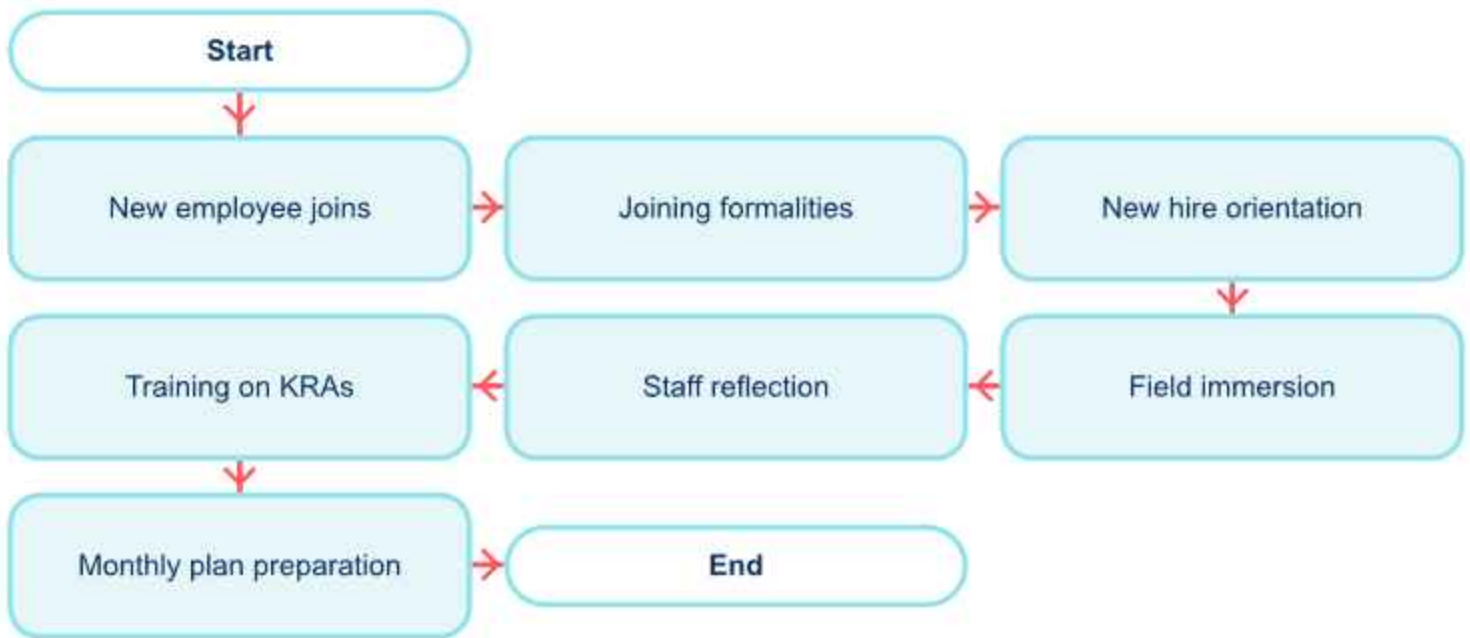 Start
New employee joins
Joining formalities
New hire orientation
Field immersion
Staff reflection
Training on KRAs
Monthly plan preparation
End